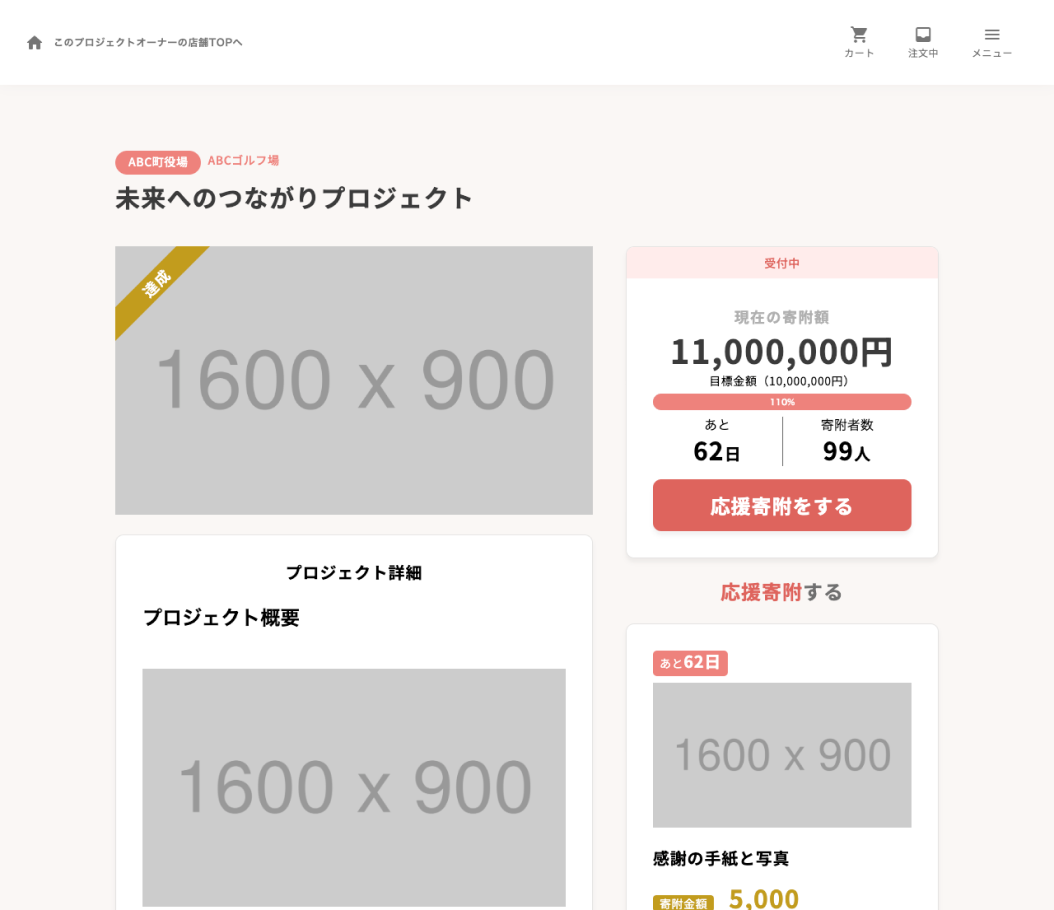 このプロジェクトオーナーの店舗TOPへ
カート
注文中
メニュー
ABC町役場 ABCゴルフ場
未来へのつながりプロジェクト
達成
1600 x 900
受付中
現在の寄附額
11,000,000円
目標金額（10,000,000円）
110%
あと
62日
寄附者数
99人
応援寄附をする
プロジェクト詳細
プロジェクト概要
1600 x 900
応援寄附する
あと62日
1600 x 900
感謝の手紙と写真
寄附金額 5,000